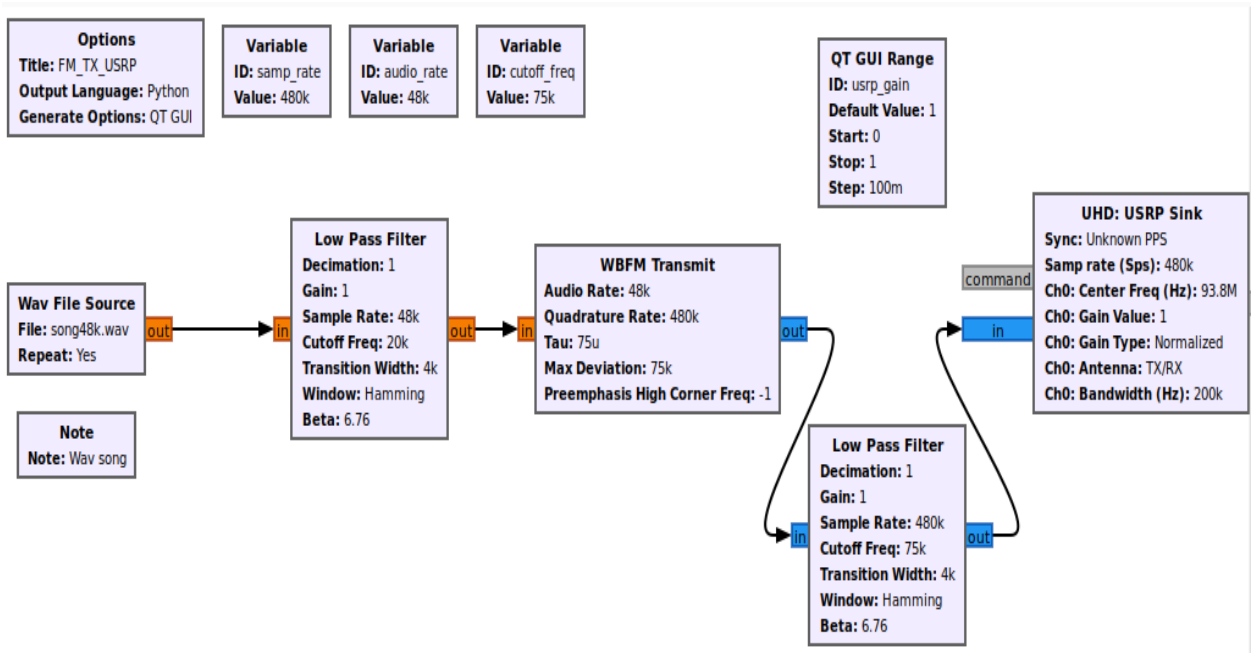 Options
Title: FM_TX_USRP
Output Language: Python
Generate Options: QT GUI
Variable
ID: samp_rate
Value: 480k
Variable
ID: audio_rate
Value: 48k
Variable
ID: cutoff_freq
Value: 75k
QT GUI Range
ID: usrp_gain
Default Value: 1
Start: 0
Stop: 1
Step: 100m
Wav File Source
File: song48k.wav
Repeat: Yes
out
Note
Note: Wav song
Low Pass Filter
Decimation: 1
Gain: 1
Sample Rate: 48k
Cutoff Freq: 20k
Transition Width: 4k
Window: Hamming
Beta: 6.76
in
out
WBFM Transmit
Audio Rate: 48k
Quadrature Rate: 480k
Tau: 75u
Max Deviation: 75k
Preemphasis High Corner Freq: -1
in
out
Low Pass Filter
Decimation: 1
Gain: 1
Sample Rate: 480k
Cutoff Freq: 75k
Transition Width: 4k
Window: Hamming
Beta: 6.76
in
out
UHD: USRP Sink
Sync: Unknown PPS
Samp rate (Sps): 480k
Ch0: Center Freq (Hz): 93.8M
Ch0: Gain Value: 1
Ch0: Gain Type: Normalized
Ch0: Antenna: TX/RX
Ch0: Bandwidth (Hz): 200k
command
in